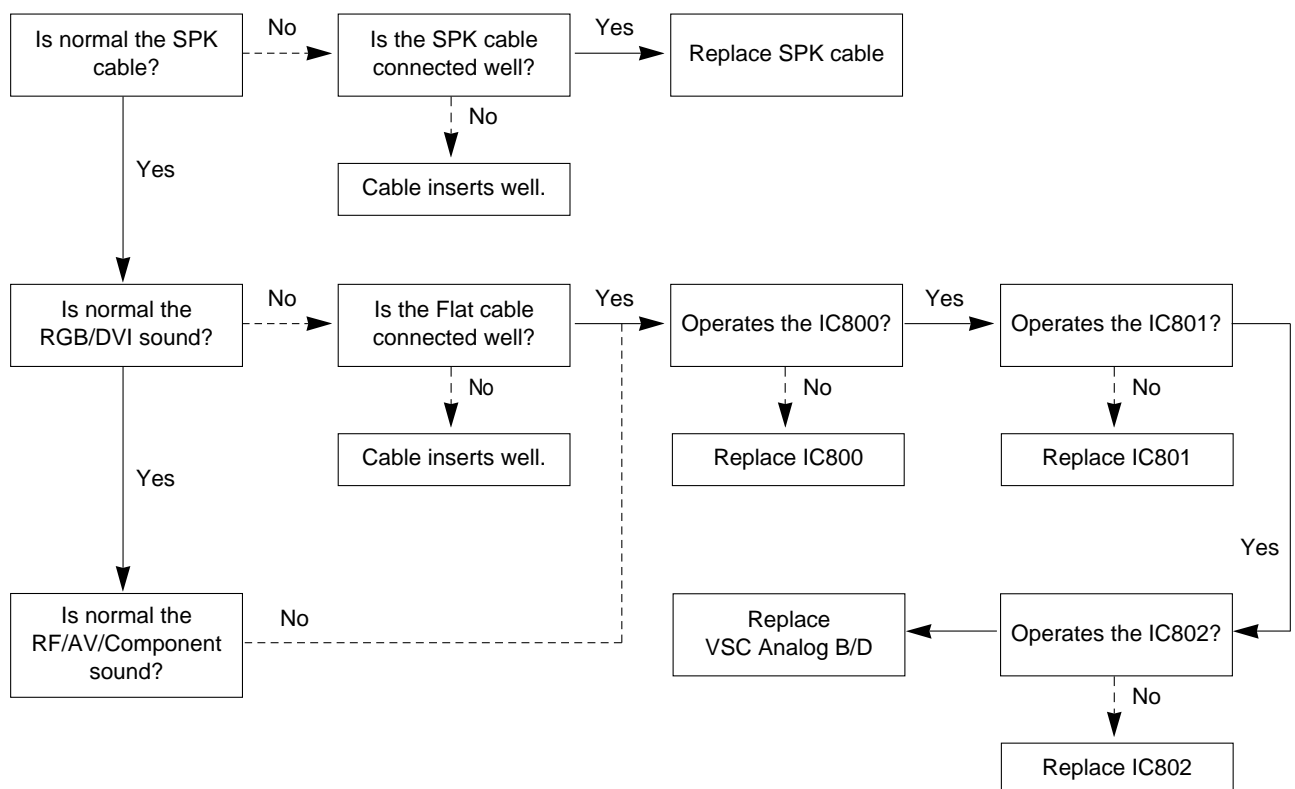 Is normal the SPK
cable?
No
Is the SPK cable
connected well?
Yes
Replace SPK cable
No
Cable inserts well.
Yes
Is normal the
RGB/DVI sound?
No
Is the Flat cable
connected well?
Yes
Operates the IC800?
Yes
Operates the IC801?
No
Cable inserts well.
No
Replace IC800
No
Replace IC801
Yes
Yes
Is normal the
RF/AV/Component
sound?
No
Replace
VSC Analog B/D
Operates the IC802?
No
Replace IC802